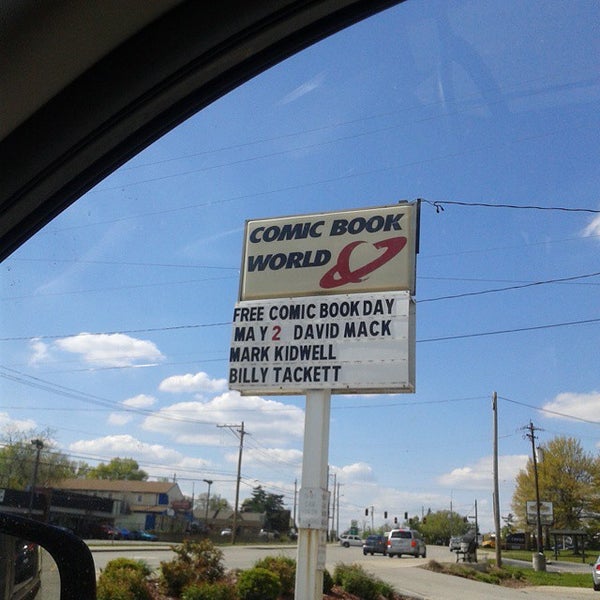 COMIC BOOK
WORLD
FREE COMIC BOOK DAY
MAY 2 DAVID MACK
MARK KIDWELL
BILLY TACKETT